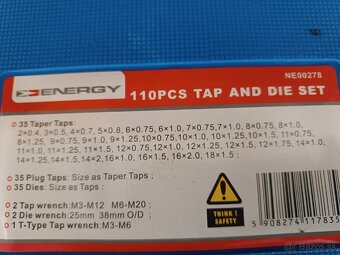 ENERGY
NE00278
110PCS TAP AND DIE SET
35 Taper Taps:
2×0.4,3×0.5, 4×0.7, 5×0.8, 6×0.75, 6×1.0, 7×0.75,7×1.0, 8×0.75, 8×1.0,
8×1.25, 9×0.75, 9×1.0, 9×1.25, 10×0.75, 10×1.0, 10×1.25, 10×1.5, 11×0.75,
11×1.0, 11×1.25, 11×1.5, 12×0.75, 12×1.0, 12×1.25, 12×1.5, 12×1.75, 14×1.0,
14×1.25, 14×1.5, 14×2.0, 16×1.0, 16×1.5, 16×2.0, 18×1.5 ;
35 Plug Taps: Size as Taper Taps
35 Dies: Size as Taps
2 Tap wrench:M3-M12 M6-M20 ;
2 Die wrench:25mm 38mm O/D ;
1 T-Type Tap wrench:M3-M6
THINK!
SAFETY
5 908274 117835